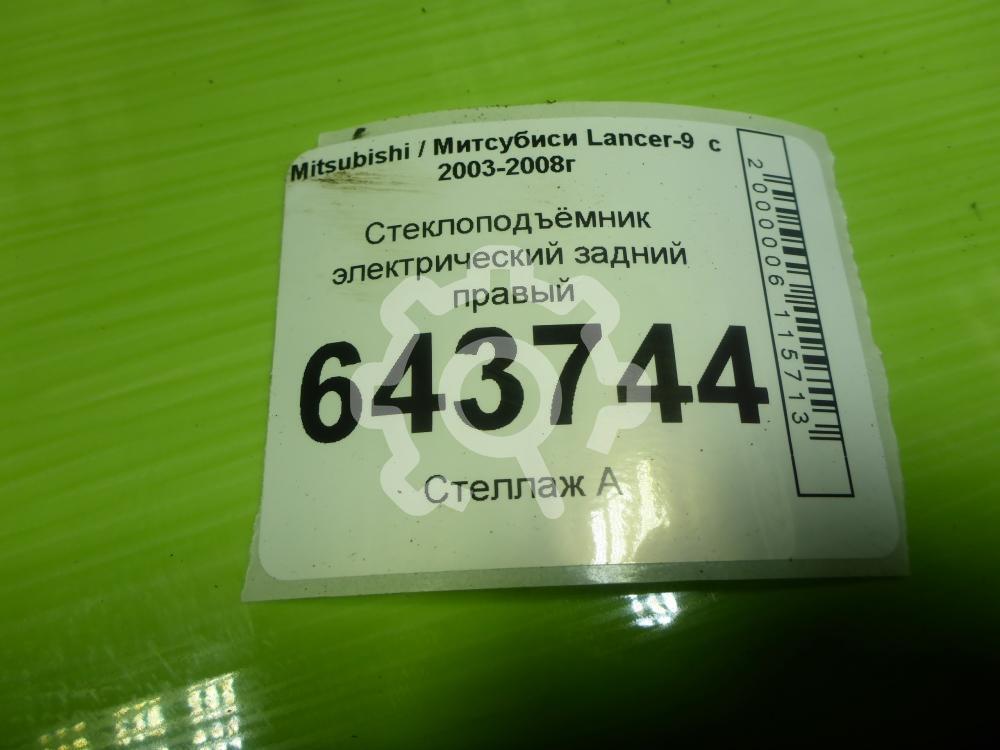 Mitsubishi / Митсубиси Lancer-9 с
2003-2008г
Стеклоподъёмник
электрический задний
правый
643744
Стеллаж А
2000006115713